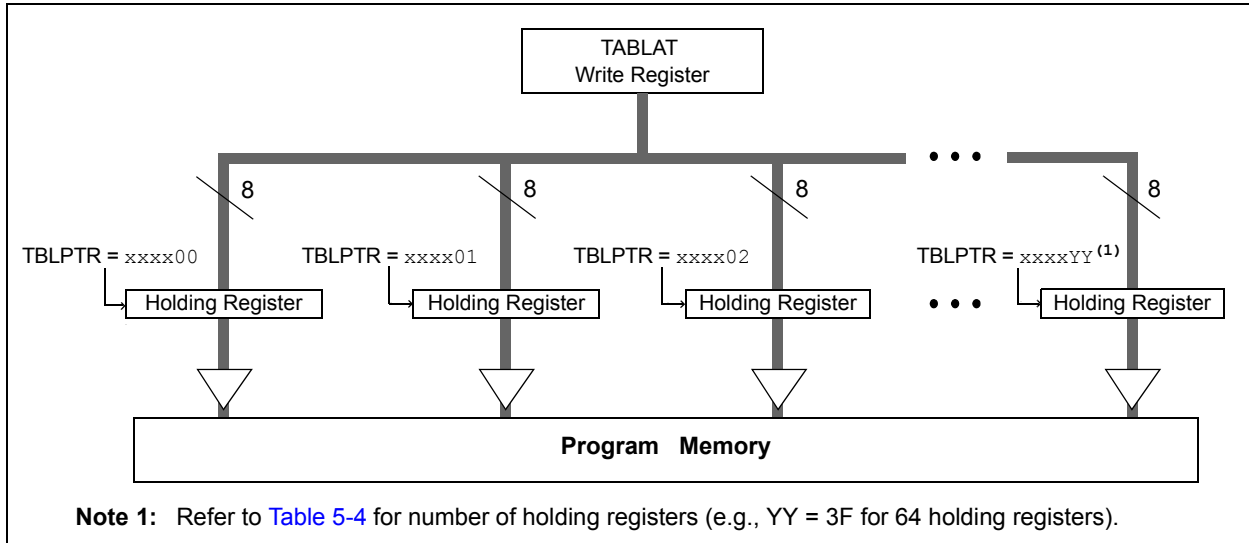 TABLAT
Write Register
8 8 8 8
TBLPTR = xxxx00 TBLPTR = xxxx01 TBLPTR = xxxx02 TBLPTR = xxxxYY(1)
Holding Register Holding Register Holding Register Holding Register
Program Memory
Note 1: Refer to Table 5-4 for number of holding registers (e.g., YY = 3F for 64 holding registers).